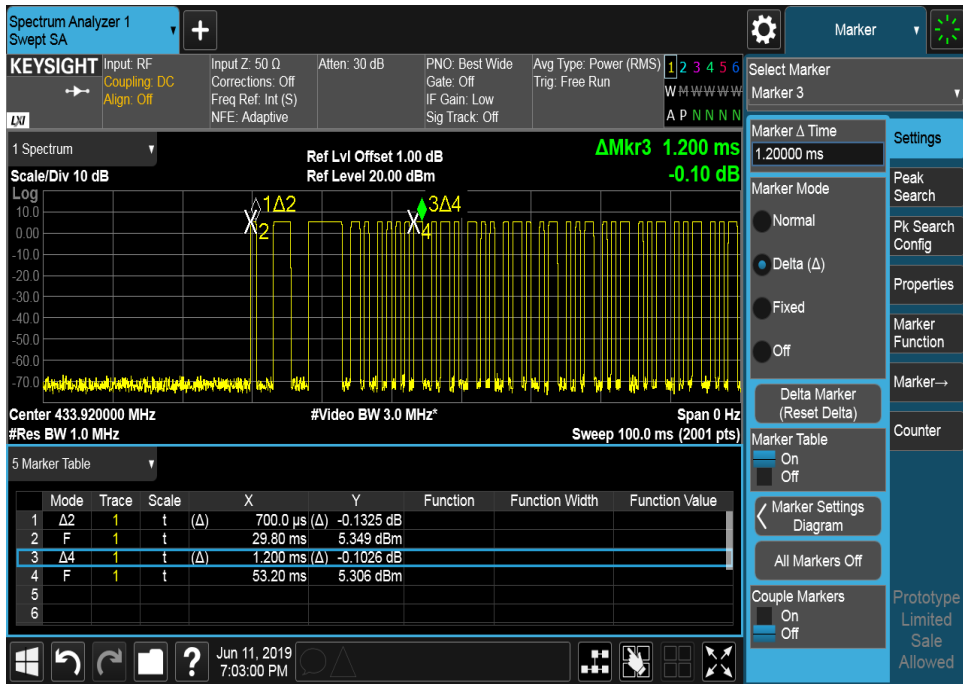 Spectrum Analyzer 1
Swept SA
Marker
KEYSIGHT
Input: RF
Coupling: DC
Align: Off
Input Z: 50 Ω
Corrections: Off
Freq Ref: Int (S)
NFE: Adaptive
Atten: 30 dB
PNO: Best Wide
Gate: Off
IF Gain: Low
Sig Track: Off
Avg Type: Power (RMS)
Trig: Free Run
1 2 3 4 5 6
W M W W W W
A P N N N N
LXI
1 Spectrum
Scale/Div 10 dB
Ref Lvl Offset 1.00 dB
Ref Level 20.00 dBm
ΔMkr3 1.200 ms
-0.10 dB
Log
10.0
0.00
-10.0
-20.0
-30.0
-40.0
-50.0
-60.0
-70.0
1Δ2
2
3Δ4
4
Center 433.920000 MHz
#Video BW 3.0 MHz*
Span 0 Hz
#Res BW 1.0 MHz
Sweep 100.0 ms (2001 pts)
5 Marker Table
Mode Trace Scale X Y Function Function Width Function Value
1 Δ2 1 t (Δ) 700.0 µs (Δ) -0.1325 dB
2 F 1 t 29.80 ms 5.349 dBm
3 Δ4 1 t (Δ) 1.200 ms (Δ) -0.1026 dB
4 F 1 t 53.20 ms 5.306 dBm
5
6
Jun 11, 2019
7:03:00 PM
Select Marker
Marker 3
Marker Δ Time
1.20000 ms
Marker Mode
Normal
Delta (Δ)
Fixed
Off
Delta Marker
(Reset Delta)
Marker Table
On
Off
Marker Settings
Diagram
All Markers Off
Couple Markers
On
Off
Settings
Peak
Search
Pk Search
Config
Properties
Marker
Function
Marker→
Counter
Prototype
Limited
Sale
Allowed